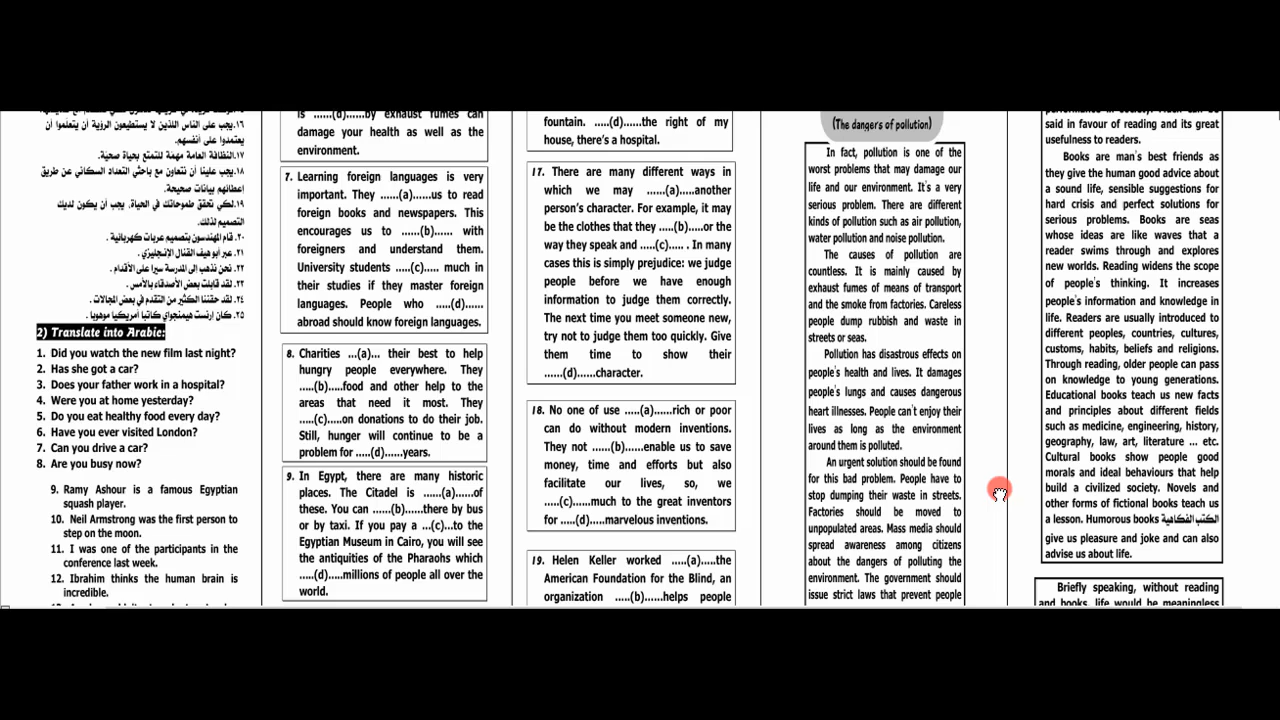 ١٦.يجب على الناس اللذين لا يستطيعون الرؤية أن يتعلموا أن
يعتمدوا على أنفسهم.
١٧.النظافة العامة مهمة للتمتع بحياة صحية.
١٨.يجب علينا أن نتعاون مع باحثي التعداد السكاني عن طريق
إعطائهم بيانات صحيحة.
١٩.لكي تحقق طموحاتك في الحياة. يجب أن يكون لديك
التصميم لذلك.
٢٠. قام المهندسون بتصميم عربات كهربائية .
٢١. عبر أبو هيف القنال الإنجليزي .
٢٢. نحن نذهب إلى المدرسة سيرا على الأقدام .
٢٣. لقد قابلت بعض الأصدقاء بالأمس .
٢٤. لقد حققنا الكثير من التقدم في بعض المجالات .
٢٥. كان إرنست هيمنجواي كاتبا أمريكيا موهوبا .
2) Translate into Arabic:
1. Did you watch the new film last night?
2. Has she got a car?
3. Does your father work in a hospital?
4. Were you at home yesterday?
5. Do you eat healthy food every day?
6. Have you ever visited London?
7. Can you drive a car?
8. Are you busy now?
9. Ramy Ashour is a famous Egyptian
squash player.
10. Neil Armstrong was the first person to
step on the moon.
11. I was one of the participants in the
conference last week.
12. Ibrahim thinks the human brain is
incredible.
is ......(d)......by exhaust fumes can
damage your health as well as the
environment.
7. Learning foreign languages is very
important. They .....(a)....us to read
foreign books and newspapers. This
encourages us to ......(b)..... with
foreigners and understand them.
University students .....(c)..... much in
their studies if they master foreign
languages. People who ....(d)......
abroad should know foreign languages.
8. Charities ...(a)... their best to help
hungry people everywhere. They
.....(b).....food and other help to the
areas that need it most. They
.....(c).....on donations to do their job.
Still, hunger will continue to be a
problem for .....(d).....years.
9. In Egypt, there are many historic
places. The Citadel is ......(a)......of
these. You can ......(b)......there by bus
or by taxi. If you pay a ...(c)...to the
Egyptian Museum in Cairo, you will see
the antiquities of the Pharaohs which
.....(d).....millions of people all over the
world.
fountain. ......(d)......the right of my
house, there's a hospital.
17. There are many different ways in
which we may ......(a).....another
person's character. For example, it may
be the clothes that they .....(b).....or the
way they speak and .....(c)..... . In many
cases this is simply prejudice: we judge
people before we have enough
information to judge them correctly.
The next time you meet someone new,
try not to judge them too quickly. Give
them time to show their
......(d)......character.
18. No one of use .....(a)......rich or poor
can do without modern inventions.
They not ......(b)......enable us to save
money, time and efforts but also
facilitate our lives, so, we
....(c)......much to the great inventors
for .....(d)....marvelous inventions.
19. Helen Keller worked .....(a)....the
American Foundation for the Blind, an
organization .....(b)......helps people
(The dangers of pollution)
In fact, pollution is one of the
worst problems that may damage our
life and our environment. It's a very
serious problem. There are different
kinds of pollution such as air pollution,
water pollution and noise pollution.
The causes of pollution are
countless. It is mainly caused by
exhaust fumes of means of transport
and the smoke from factories. Careless
people dump rubbish and waste in
streets or seas.
Pollution has disastrous effects on
people's health and lives. It damages
people's lungs and causes dangerous
heart illnesses. People can't enjoy their
lives as long as the environment
around them is polluted.
An urgent solution should be found
for this bad problem. People have to
stop dumping their waste in streets.
Factories should be moved to
unpopulated areas. Mass media should
spread awareness among citizens
about the dangers of polluting the
environment. The government should
issue strict laws that prevent people
said in favour of reading and its great
usefulness to readers.
Books are man's best friends as
they give the human good advice about
a sound life, sensible suggestions for
hard crisis and perfect solutions for
serious problems. Books are seas
whose ideas are like waves that a
reader swims through and explores
new worlds. Reading widens the scope
of people's thinking. It increases
people's information and knowledge in
life. Readers are usually introduced to
different peoples, countries, cultures,
customs, habits, beliefs and religions.
Through reading, older people can pass
on knowledge to young generations.
Educational books teach us new facts
and principles about different fields
such as medicine, engineering, history,
geography, law, art, literature ... etc.
Cultural books show people good
morals and ideal behaviours that help
build a civilized society. Novels and
other forms of fictional books teach us
a lesson. Humorous books الكتب الفكاهية
give us pleasure and joke and can also
advise us about life.
Briefly speaking, without reading
and books, life would be meaningless